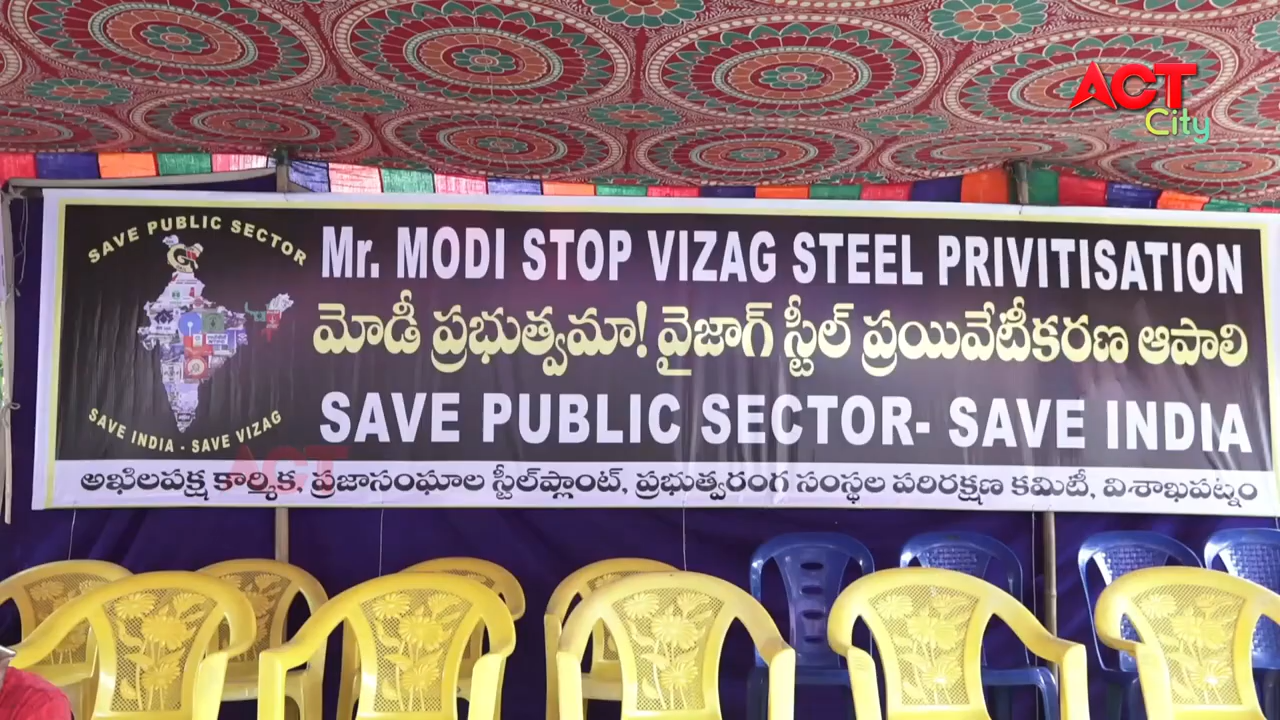 ACT
City
SAVE PUBLIC SECTOR
Mr. MODI STOP VIZAG STEEL PRIVITISATION
మోడీ ప్రభుత్వమా! వైజాగ్ స్టీల్ ప్రయివేటీకరణ ఆపాలి
SAVE PUBLIC SECTOR- SAVE INDIA
SAVE INDIA - SAVE VIZAG
ACT
అఖిలపక్ష కార్మిక, ప్రజాసంఘాల స్టీల్‌ప్లాంట్, ప్రభుత్వరంగ సంస్థల పరిరక్షణ కమిటీ, విశాఖపట్నం